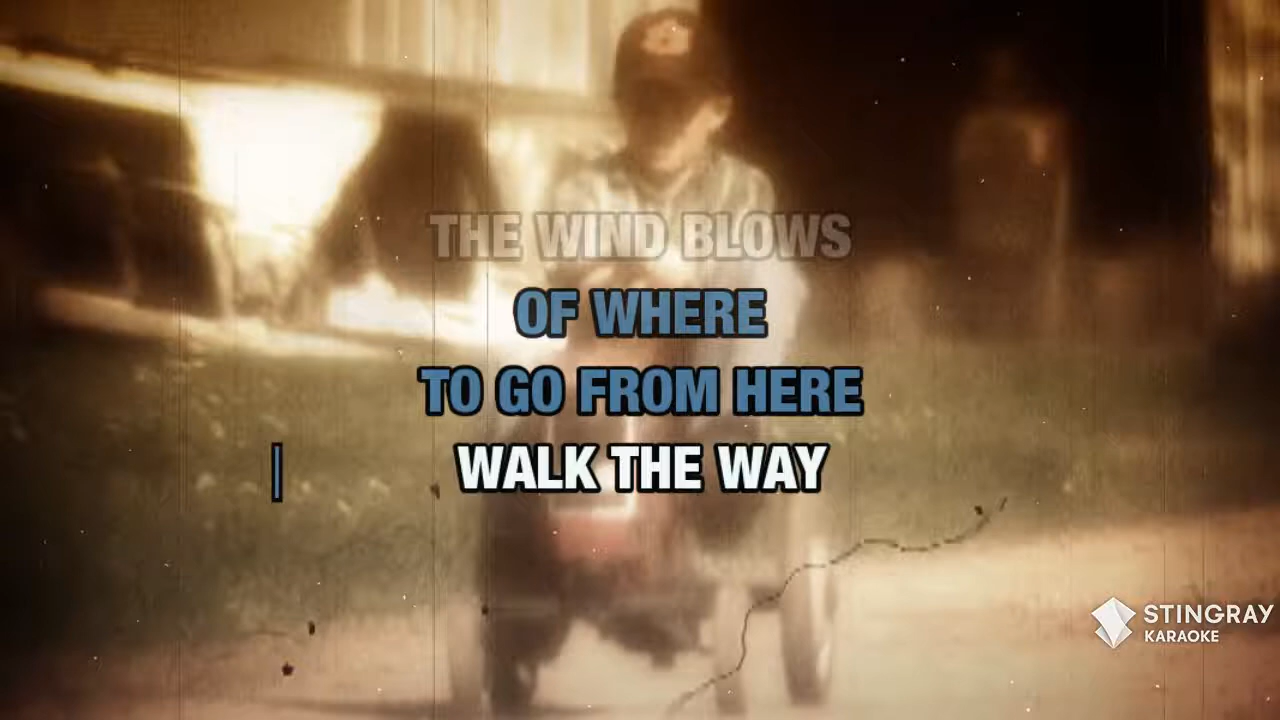 THE WIND BLOWS
OF WHERE
TO GO FROM HERE
WALK THE WAY
STINGRAY
KARAOKE